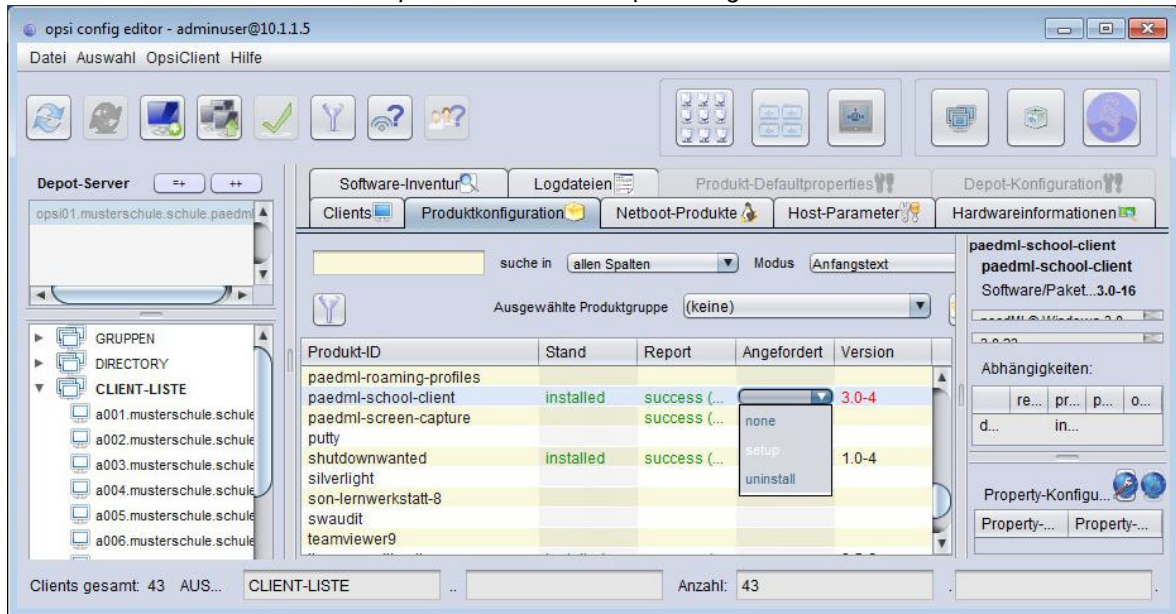 opsi config editor - adminuser@10.1.1.5
Datei Auswahl OpsiClient Hilfe
Depot-Server =+ ++
opsi01.musterschule.schule.paedml
GRUPPEN
DIRECTORY
CLIENT-LISTE
a001.musterschule.schule
a002.musterschule.schule
a003.musterschule.schule
a004.musterschule.schule
a005.musterschule.schule
a006.musterschule.schule
Software-Inventur Logdateien Produkt-Defaultproperties Depot-Konfiguration
Clients Produktkonfiguration Netboot-Produkte Host-Parameter Hardwareinformationen
suche in allen Spalten Modus Anfangstext
Ausgewählte Produktgruppe (keine)
Produkt-ID Stand Report Angefordert Version
paedml-roaming-profiles
paedml-school-client installed success (... 3.0-4
paedml-screen-capture success (...
putty
shutdownwanted installed success (... 1.0-4
silverlight
son-lernwerkstatt-8
swaudit
teamviewer9
none
setup
uninstall
paedml-school-client
paedml-school-client
Software/Paket...3.0-16
Abhängigkeiten:
re... pr... p... o...
d... in...
Property-Konfigu...
Property-... Property-...
Clients gesamt: 43 AUS... CLIENT-LISTE .. Anzahl: 43 . .